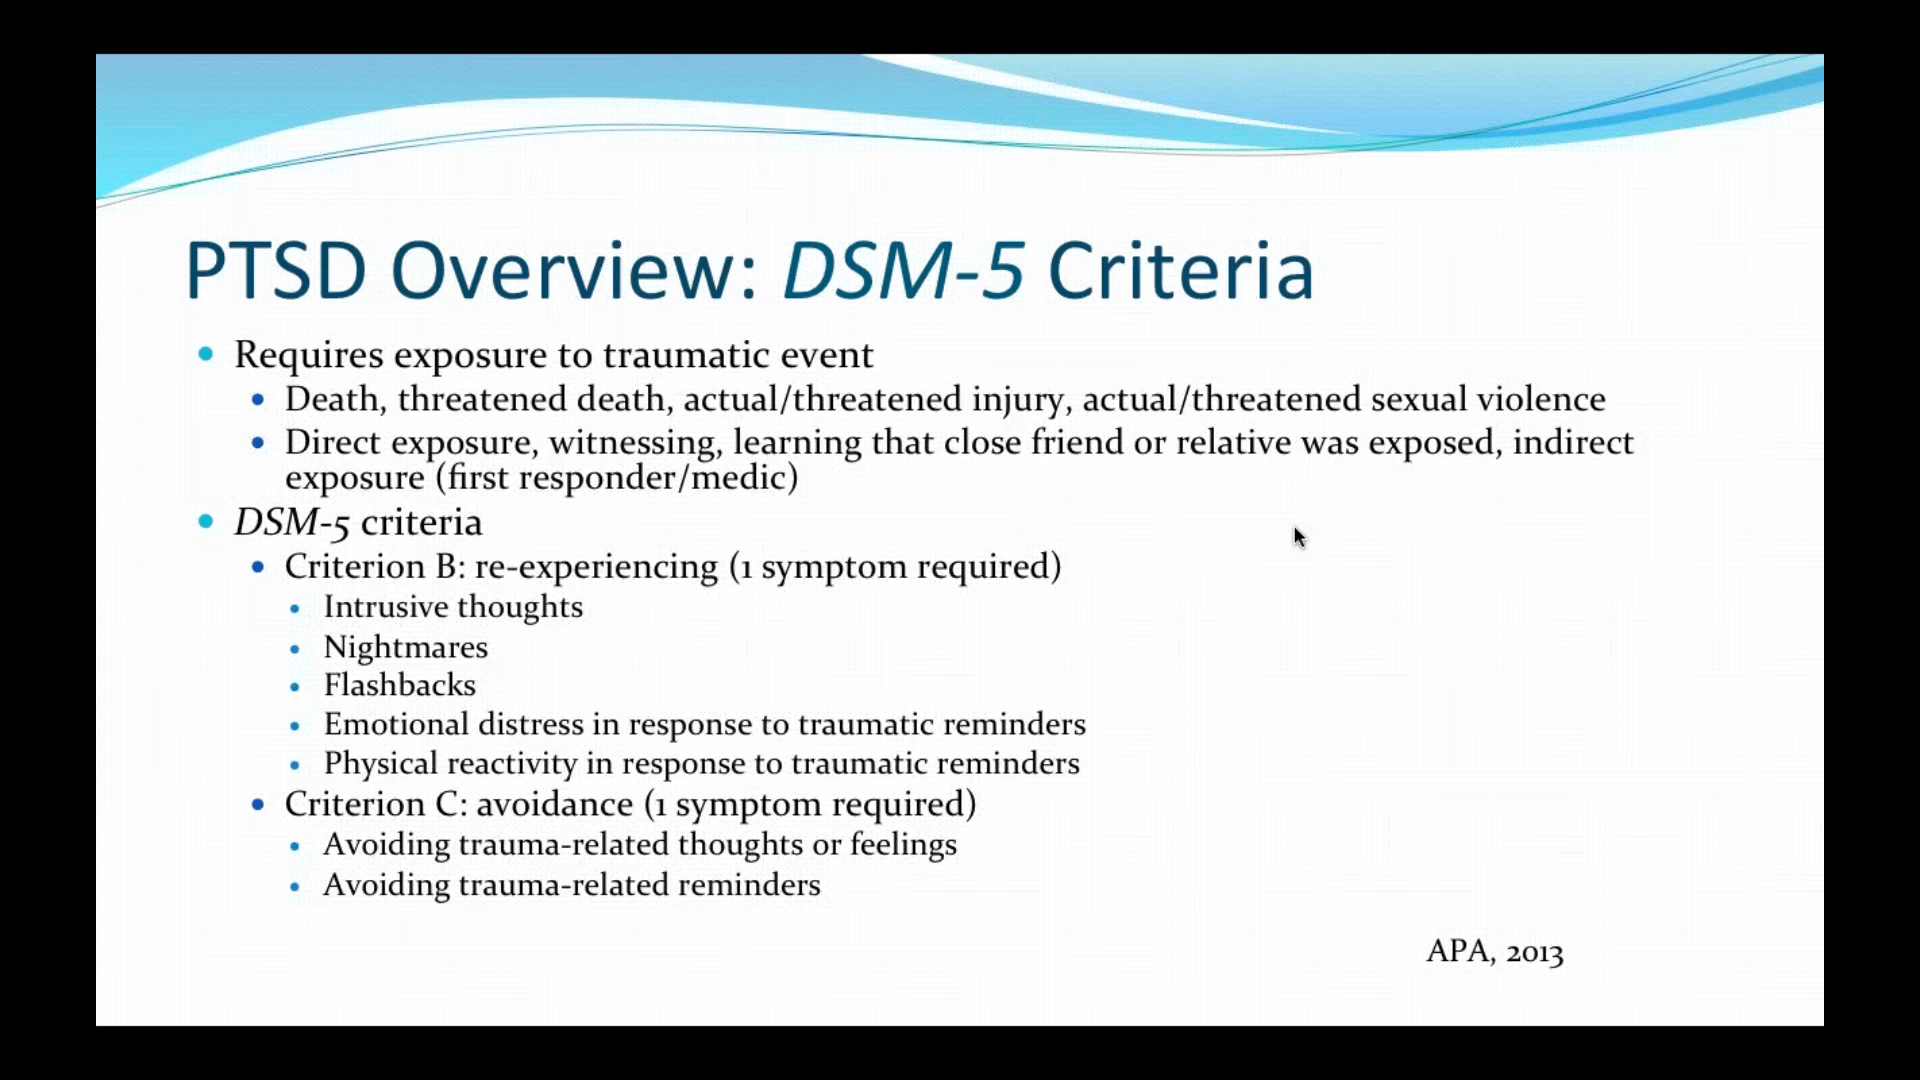 PTSD Overview: DSM-5 Criteria
Requires exposure to traumatic event
Death, threatened death, actual/threatened injury, actual/threatened sexual violence
Direct exposure, witnessing, learning that close friend or relative was exposed, indirect
exposure (first responder/medic)
DSM-5 criteria
Criterion B: re-experiencing (1 symptom required)
Intrusive thoughts
Nightmares
Flashbacks
Emotional distress in response to traumatic reminders
Physical reactivity in response to traumatic reminders
Criterion C: avoidance (1 symptom required)
Avoiding trauma-related thoughts or feelings
Avoiding trauma-related reminders
APA, 2013